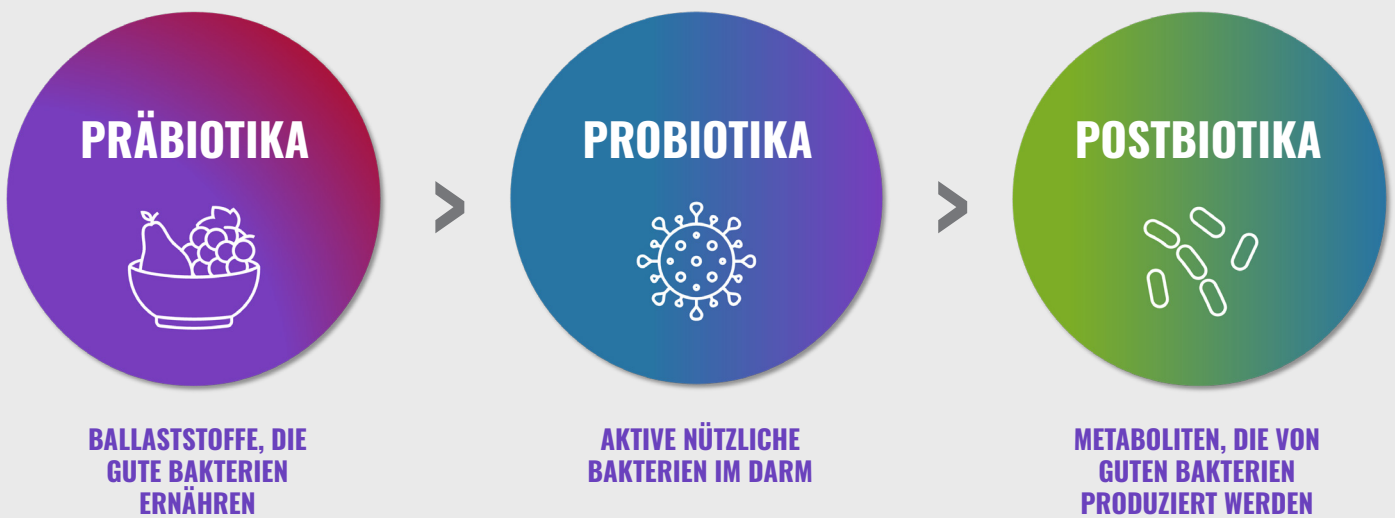 PRÄBIOTIKA
BALLASTSTOFFE, DIE
GUTE BAKTERIEN
ERNÄHREN
>
PROBIOTIKA
AKTIVE NÜTZLICHE
BAKTERIEN IM DARM
>
POSTBIOTIKA
METABOLITEN, DIE VON
GUTEN BAKTERIEN
PRODUZIERT WERDEN